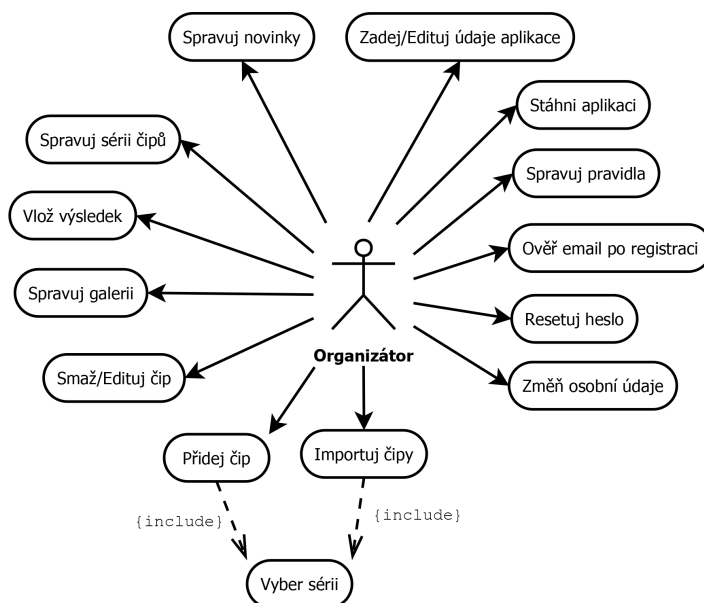 Spravuj novinky
Zadej/Edituj údaje aplikace
Stáhni aplikaci
Spravuj sérii čipů
Spravuj pravidla
Vlož výsledek
Ověř email po registraci
Spravuj galerii
Resetuj heslo
Organizátor
Smaž/Edituj čip
Změň osobní údaje
Přidej čip
Importuj čipy
{include}
{include}
Vyber sérii